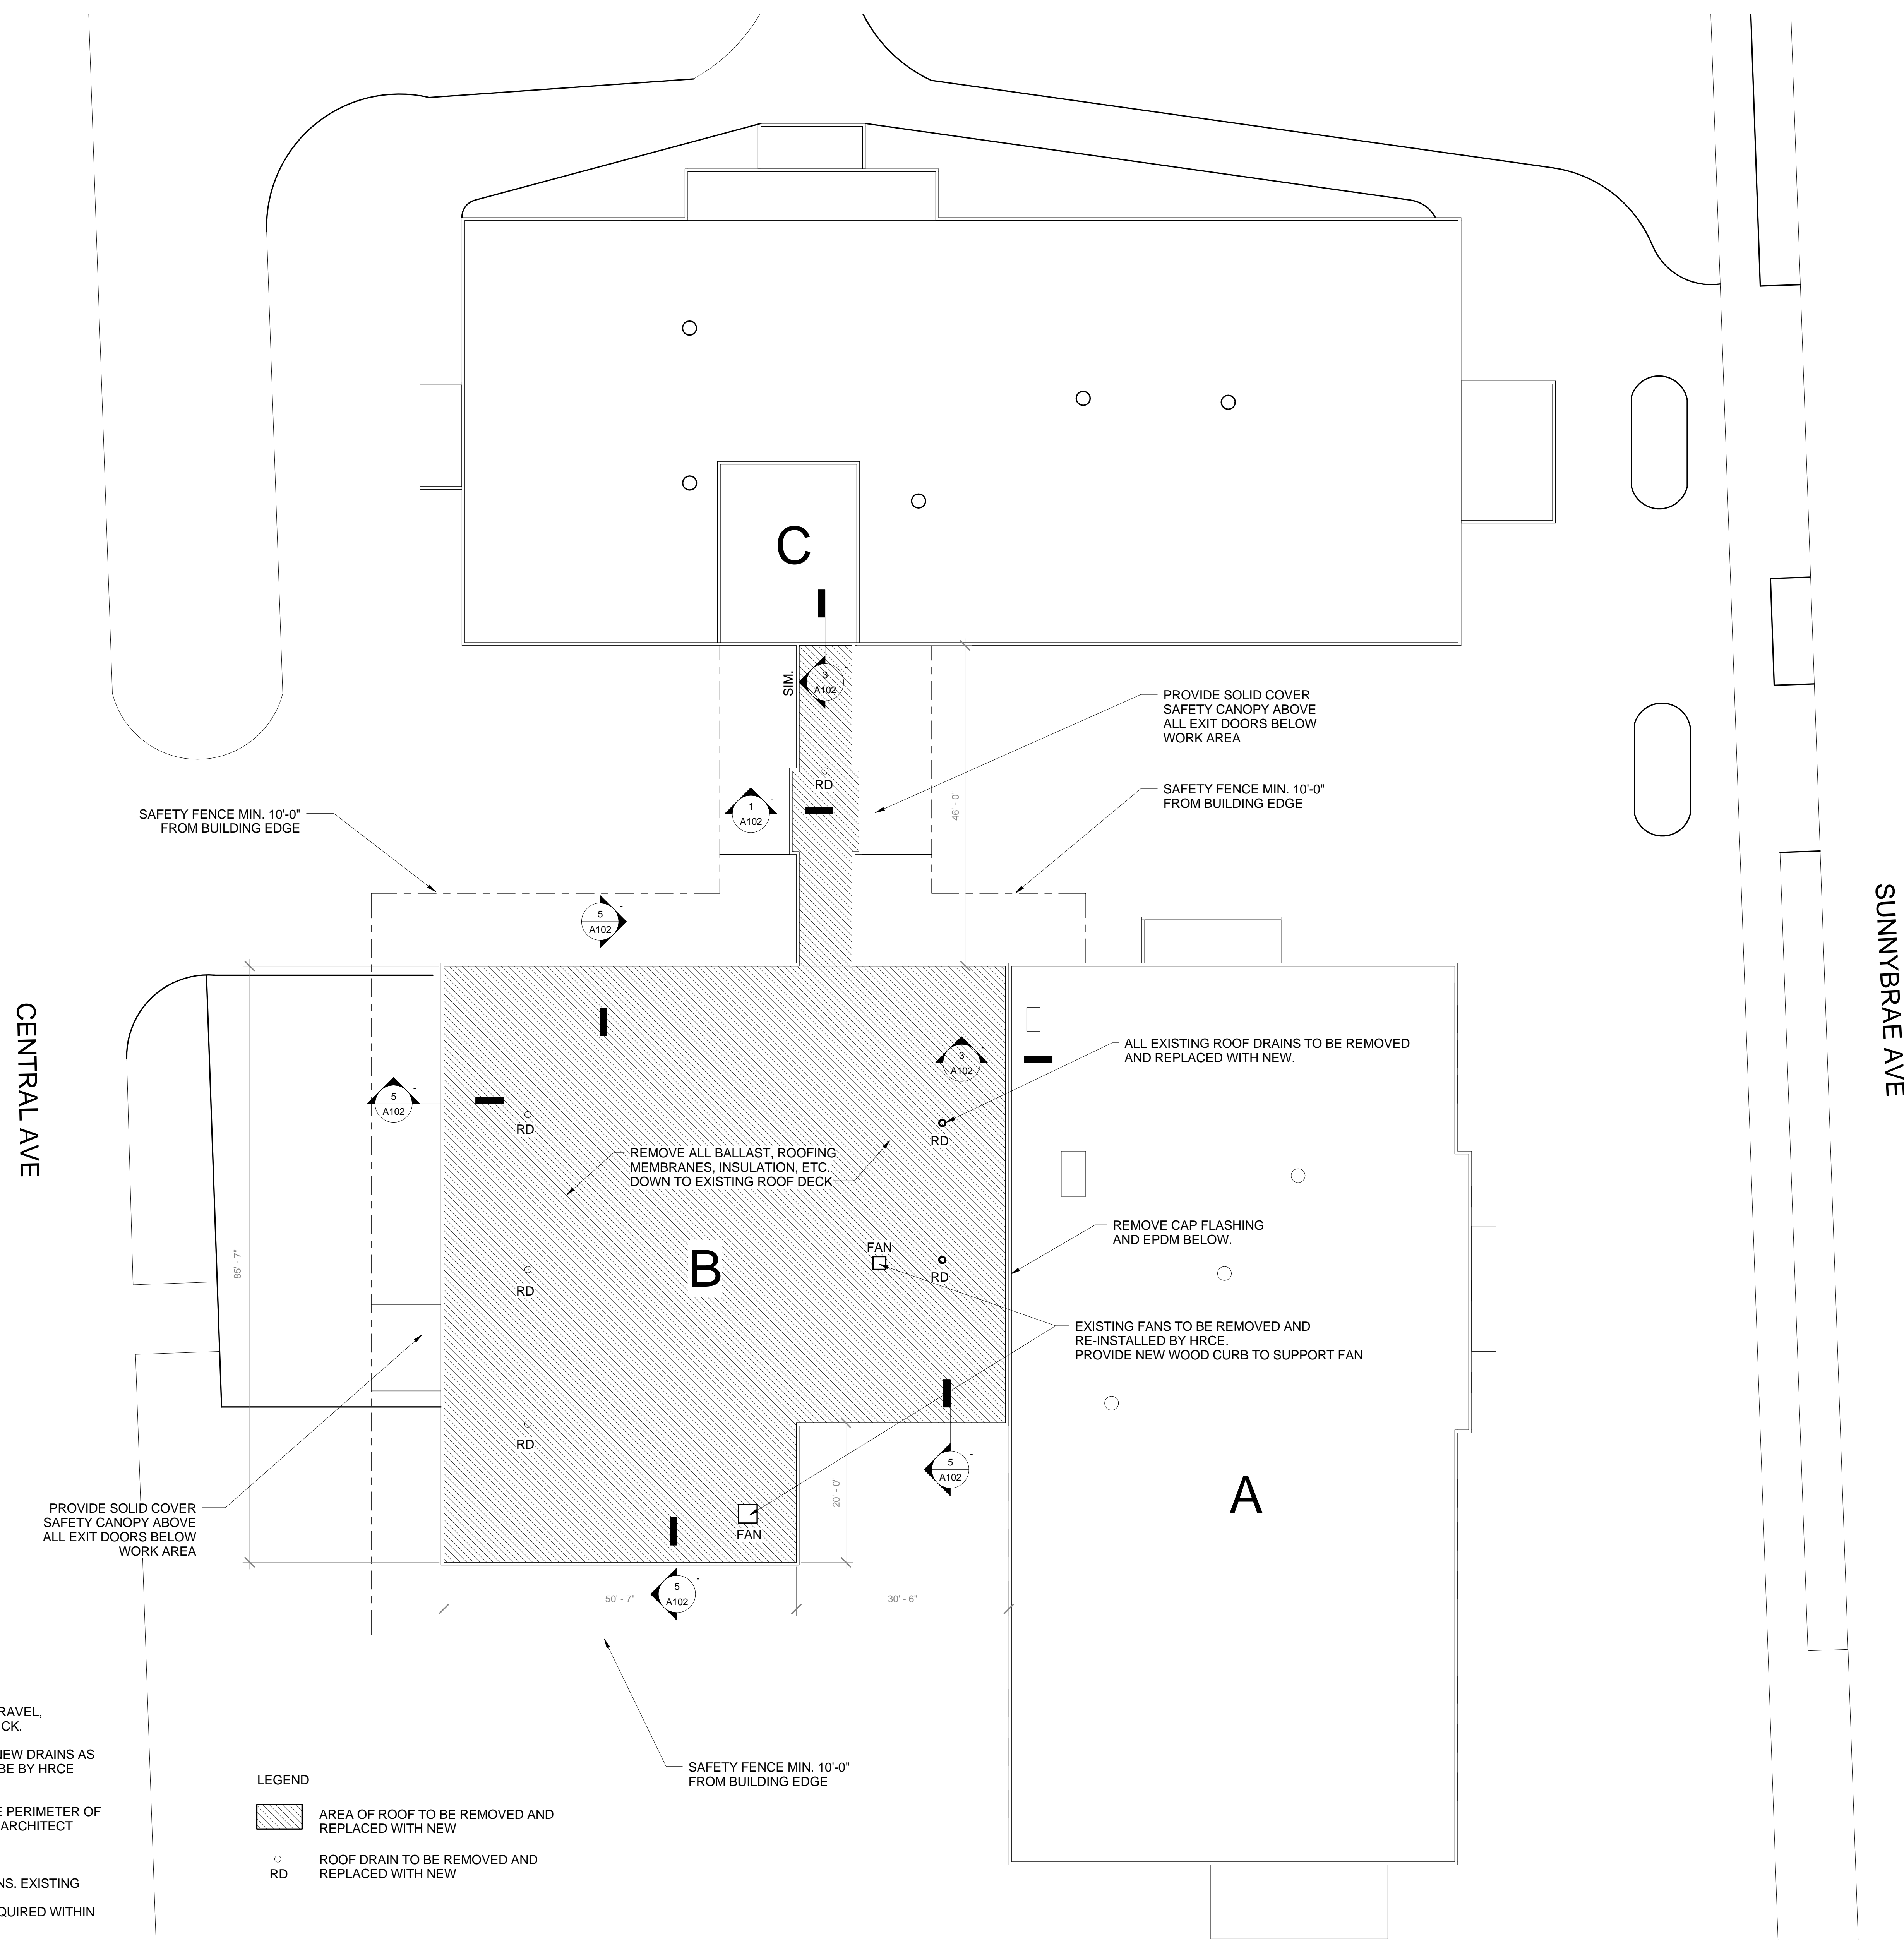 C
SIM.
3
A102
-
PROVIDE SOLID COVER
SAFETY CANOPY ABOVE
ALL EXIT DOORS BELOW
WORK AREA
RD
1
A102
-
46' - 0"
SAFETY FENCE MIN. 10'-0"
FROM BUILDING EDGE
SAFETY FENCE MIN. 10'-0"
FROM BUILDING EDGE
5
A102
-
SUNNYBRAE AVE
CENTRAL AVE
3
A102
-
ALL EXISTING ROOF DRAINS TO BE REMOVED
AND REPLACED WITH NEW.
5
A102
-
RD
RD
REMOVE ALL BALLAST, ROOFING
MEMBRANES, INSULATION, ETC.
DOWN TO EXISTING ROOF DECK
REMOVE CAP FLASHING
AND EPDM BELOW.
85' - 7"
B
FAN
RD
RD
EXISTING FANS TO BE REMOVED AND
RE-INSTALLED BY HRCE.
PROVIDE NEW WOOD CURB TO SUPPORT FAN
RD
5
A102
-
A
20' - 0"
PROVIDE SOLID COVER
SAFETY CANOPY ABOVE
ALL EXIT DOORS BELOW
WORK AREA
FAN
5
A102
-
50' - 7"
30' - 6"
SAFETY FENCE MIN. 10'-0"
FROM BUILDING EDGE
RAVEL,
ECK.
NEW DRAINS AS
BE BY HRCE
E PERIMETER OF
ARCHITECT
NS. EXISTING
QUIRED WITHIN
LEGEND
AREA OF ROOF TO BE REMOVED AND
REPLACED WITH NEW
RD
ROOF DRAIN TO BE REMOVED AND
REPLACED WITH NEW